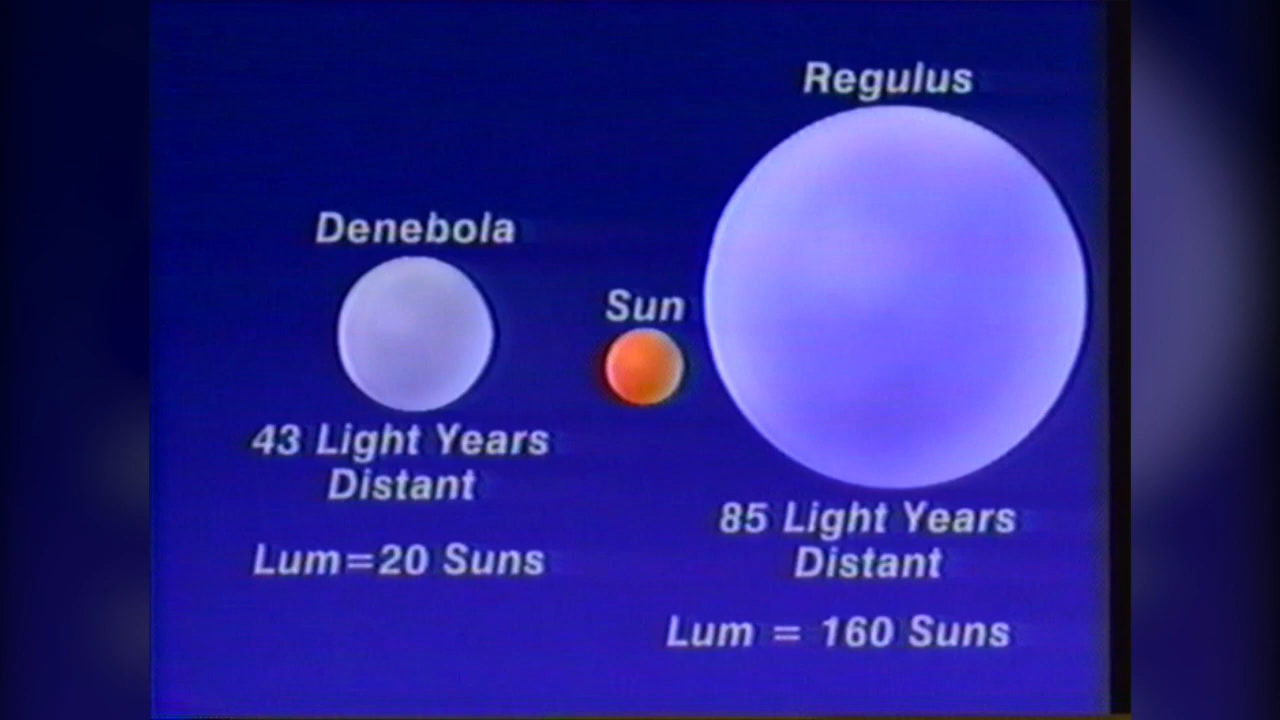 Regulus
Denebola
Sun
43 Light Years
Distant
Lum=20 Suns
85 Light Years
Distant
Lum = 160 Suns